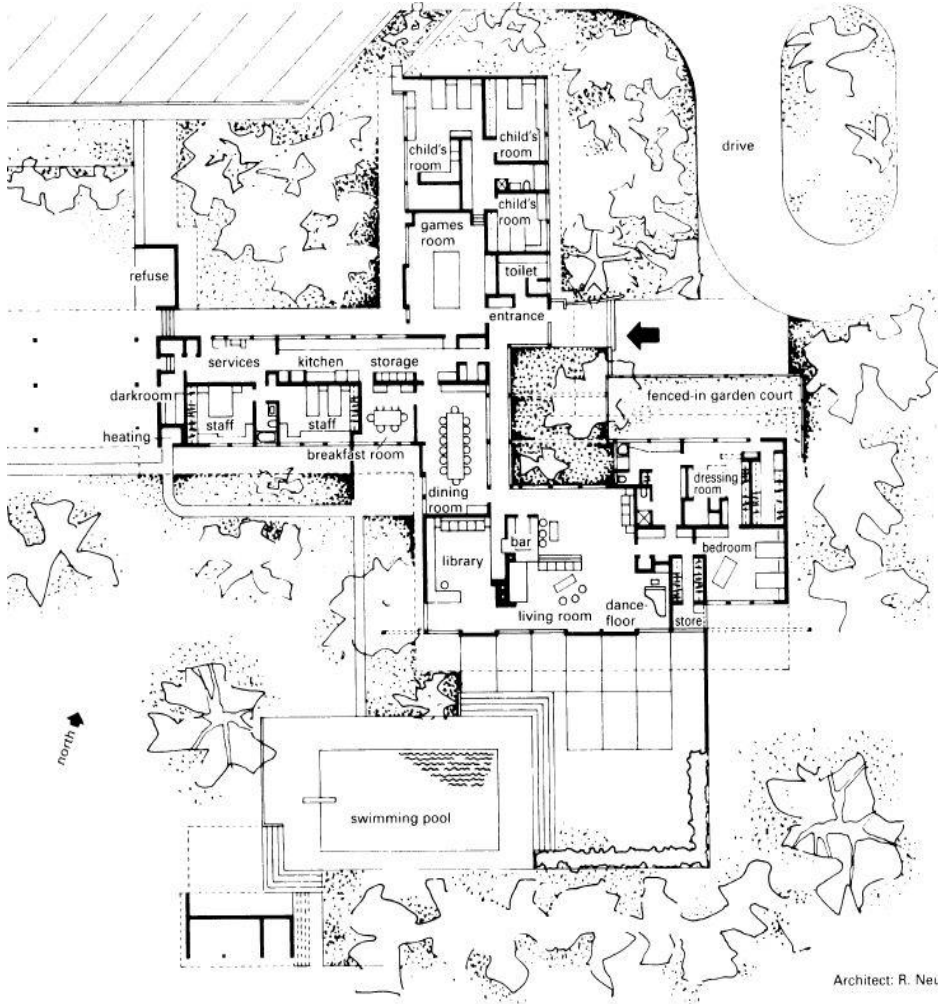 drive
child's
room
child's
room
child's
room
games
room
toilet
refuse
entrance
services
kitchen
storage
darkroom
staff
staff
fenced-in garden court
heating
breakfast room
dressing
room
dining
room
bar
bedroom
library
living room
dance-
floor
store
north
swimming pool
Architect: R. Neu